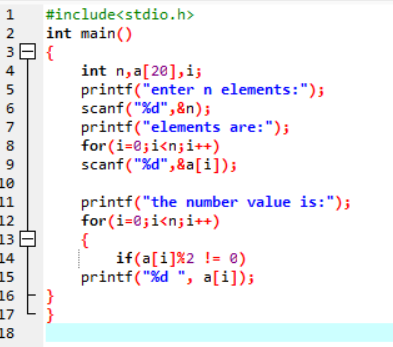 1 #include<stdio.h>
2 int main()
3 {
4 int n,a[20],i;
5 printf("enter n elements:");
6 scanf("%d",&n);
7 printf("elements are:");
8 for(i=0;i<n;i++)
9 scanf("%d",&a[i]);
10
11 printf("the number value is:");
12 for(i=0;i<n;i++)
13 {
14 if(a[i]%2 != 0)
15 printf("%d ", a[i]);
16 }
17 }
18